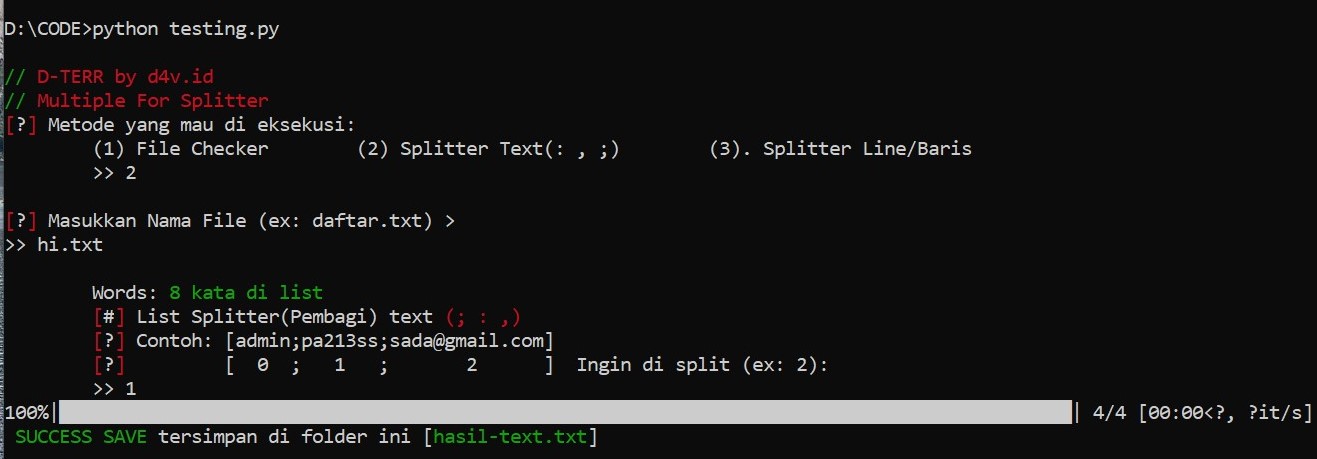 D:\CODE>python testing.py
// D-TERR by d4v.id
// Multiple For Splitter
[?] Metode yang mau di eksekusi:
(1) File Checker (2) Splitter Text(: , ;) (3). Splitter Line/Baris
>> 2
[?] Masukkan Nama File (ex: daftar.txt) >
>> hi.txt
Words: 8 kata di list
[#] List Splitter(Pembagi) text (; : ,)
[?] Contoh: [admin;pa213ss;sada@gmail.com]
[?] [ 0 ; 1 ; 2 ] Ingin di split (ex: 2):
>> 1
100%| | 4/4 [00:00<?, ?it/s]
SUCCESS SAVE tersimpan di folder ini [hasil-text.txt]